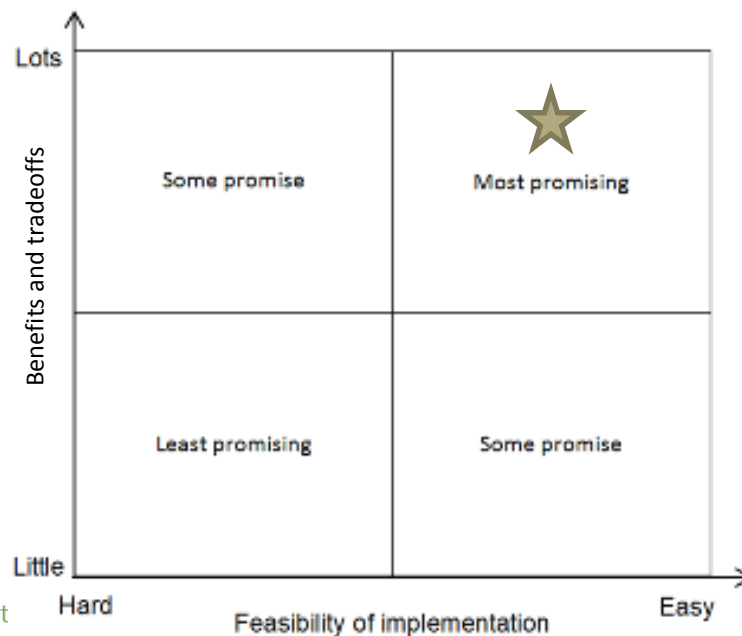 Lots
Benefits and tradeoffs
Some promise
Most promising
Least promising
Some promise
Little
t
Hard
Easy
Feasibility of implementation